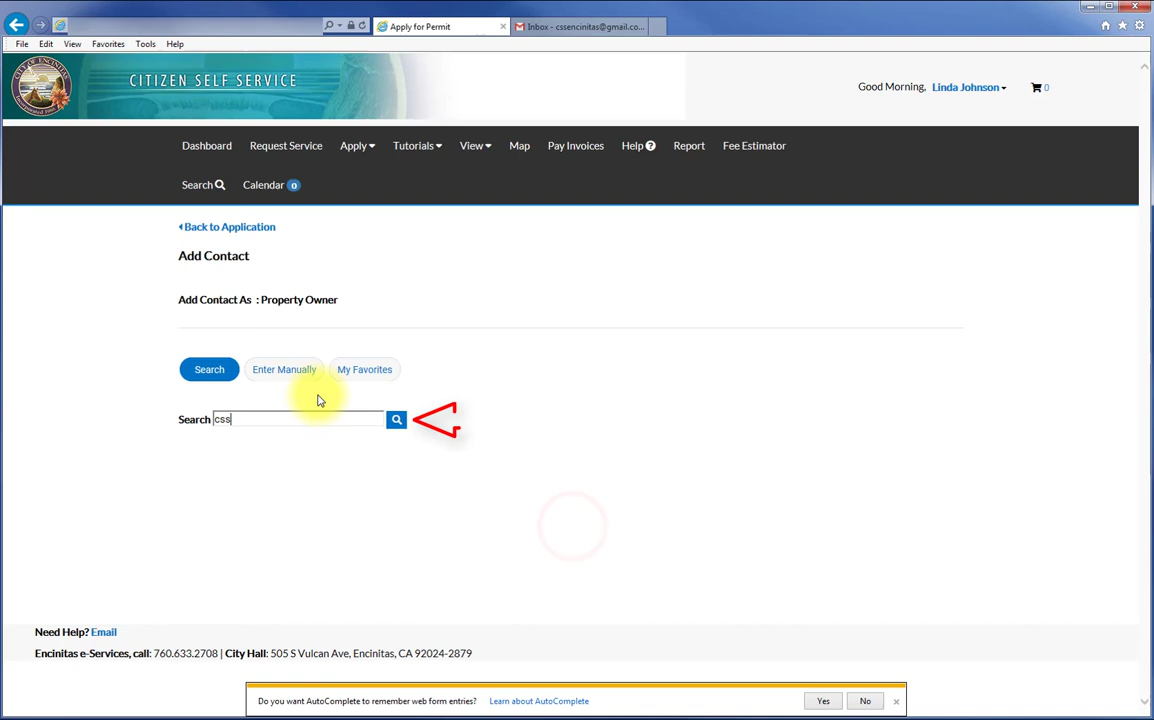 Apply for Permit
Inbox - cssencinitas@gmail.co...
File Edit View Favorites Tools Help
CITIZEN SELF SERVICE
Good Morning, Linda Johnson 0
Dashboard Request Service Apply Tutorials View Map Pay Invoices Help Report Fee Estimator
Search Calendar 0
Back to Application
Add Contact
Add Contact As : Property Owner
Search Enter Manually My Favorites
Search css
Need Help? Email
Encinitas e-Services, call: 760.633.2708 | City Hall: 505 S Vulcan Ave, Encinitas, CA 92024-2879
Do you want AutoComplete to remember web form entries? Learn about AutoComplete Yes No